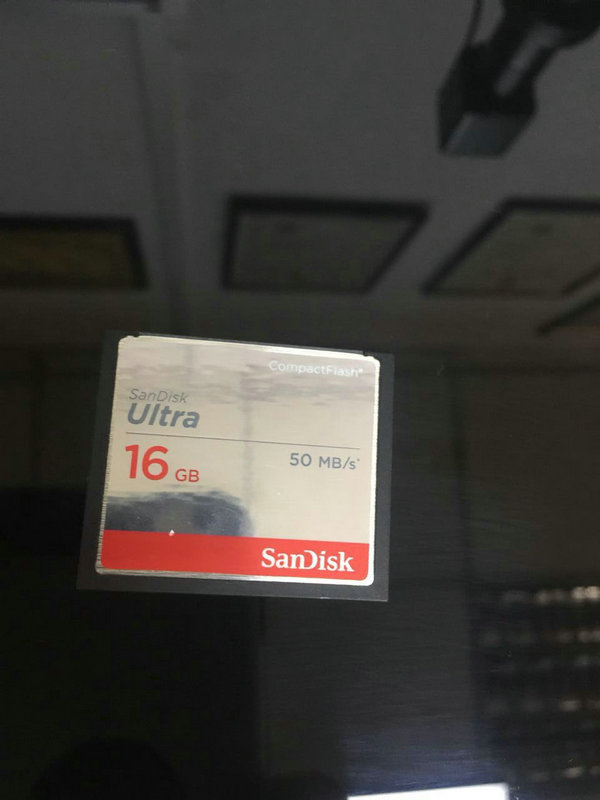 CompactFlash®
SanDisk
Ultra
16 GB
50 MB/s*
SanDisk